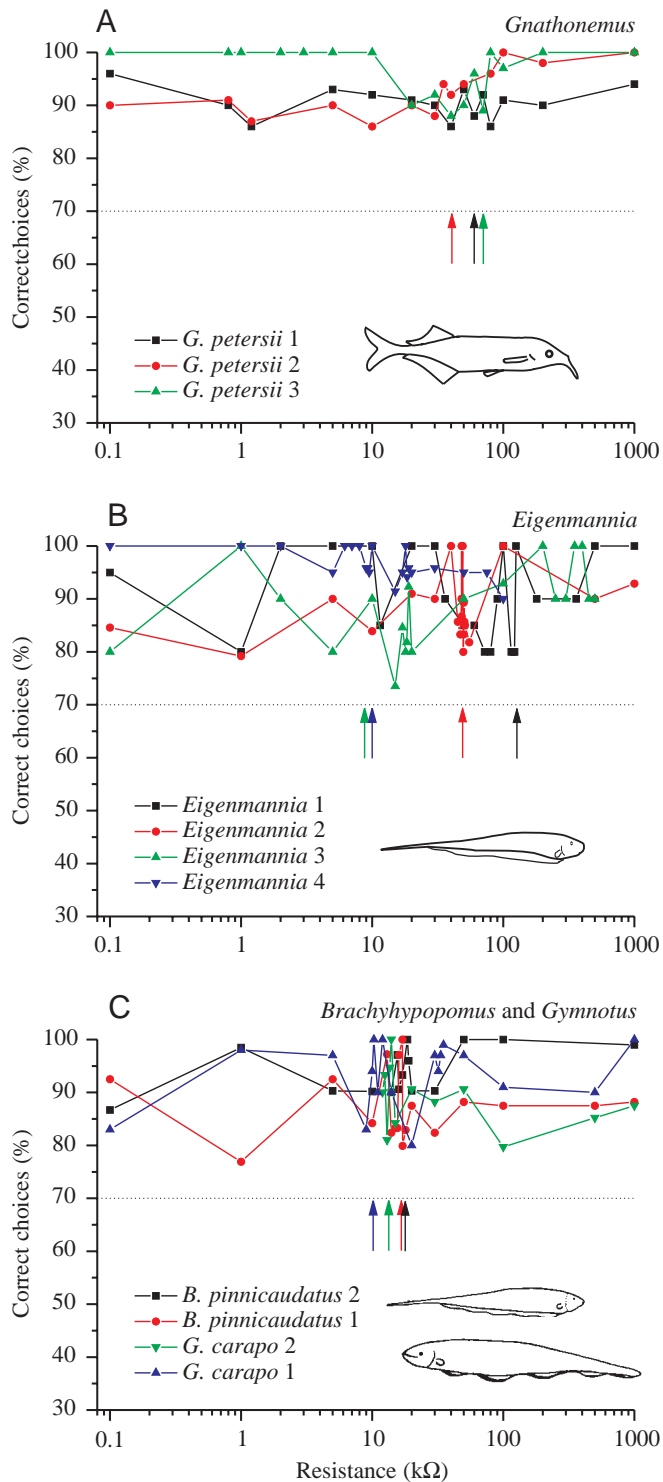 A
Gnathonemus
100
90
80
70
60
50
40
30
Correctchoices (%)
G. petersii 1
G. petersii 2
G. petersii 3
0.1 1 10 100 1000
B
Eigenmannia
100
90
80
70
60
50
40
30
Correct choices (%)
Eigenmannia 1
Eigenmannia 2
Eigenmannia 3
Eigenmannia 4
0.1 1 10 100 1000
C
Brachyhypopomus and Gymnotus
100
90
80
70
60
50
40
30
Correct choices (%)
B. pinnicaudatus 2
B. pinnicaudatus 1
G. carapo 2
G. carapo 1
0.1 1 10 100 1000
Resistance (kΩ)